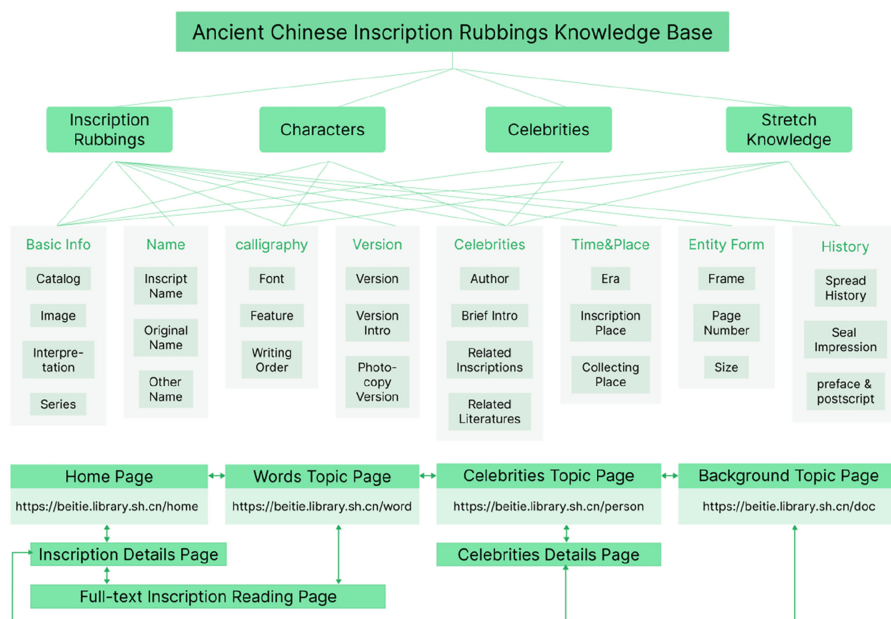 Ancient Chinese Inscription Rubbings Knowledge Base
Inscription
Rubbings
Characters
Celebrities
Stretch
Knowledge
Basic Info
Catalog
Image
Interpre-
tation
Series
Name
Inscript
Name
Original
Name
Other
Name
calligraphy
Font
Feature
Writing
Order
Version
Version
Version
Intro
Photo-
copy
Version
Celebrities
Author
Brief Intro
Related
Inscriptions
Related
Literatures
Time&Place
Era
Inscription
Place
Collecting
Place
Entity Form
Frame
Page
Number
Size
History
Spread
History
Seal
Impression
preface &
postscript
Home Page
https://beitie.library.sh.cn/home
Words Topic Page
https://beitie.library.sh.cn/word
Celebrities Topic Page
https://beitie.library.sh.cn/person
Background Topic Page
https://beitie.library.sh.cn/doc
Inscription Details Page
Celebrities Details Page
Full-text Inscription Reading Page